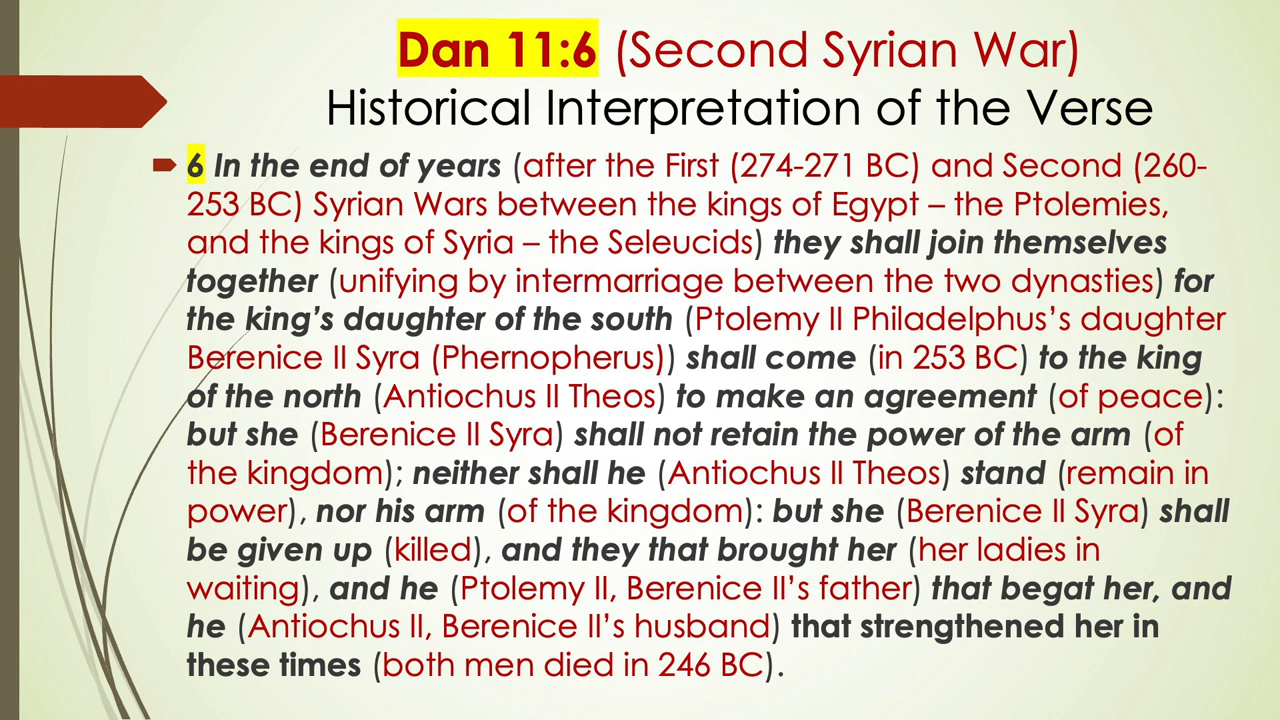 Dan 11:6 (Second Syrian War)
Historical Interpretation of the Verse
6 In the end of years (after the First (274-271 BC) and Second (260-
253 BC) Syrian Wars between the kings of Egypt – the Ptolemies,
and the kings of Syria – the Seleucids) they shall join themselves
together (unifying by intermarriage between the two dynasties) for
the king’s daughter of the south (Ptolemy II Philadelphus’s daughter
Berenice II Syra (Phernopherus)) shall come (in 253 BC) to the king
of the north (Antiochus II Theos) to make an agreement (of peace):
but she (Berenice II Syra) shall not retain the power of the arm (of
the kingdom); neither shall he (Antiochus II Theos) stand (remain in
power), nor his arm (of the kingdom): but she (Berenice II Syra) shall
be given up (killed), and they that brought her (her ladies in
waiting), and he (Ptolemy II, Berenice II’s father) that begat her, and
he (Antiochus II, Berenice II’s husband) that strengthened her in
these times (both men died in 246 BC).